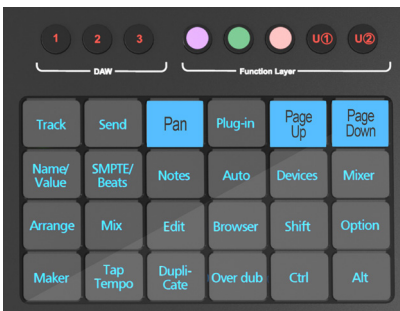 1 2 3 U① U②
DAW Function Layer
Track Send Pan Plug-in Page Up Page Down
Name/Value SMPTE/Beats Notes Auto Devices Mixer
Arrange Mix Edit Browser Shift Option
Maker Tap Tempo Dupli-Cate Over dub Ctrl Alt